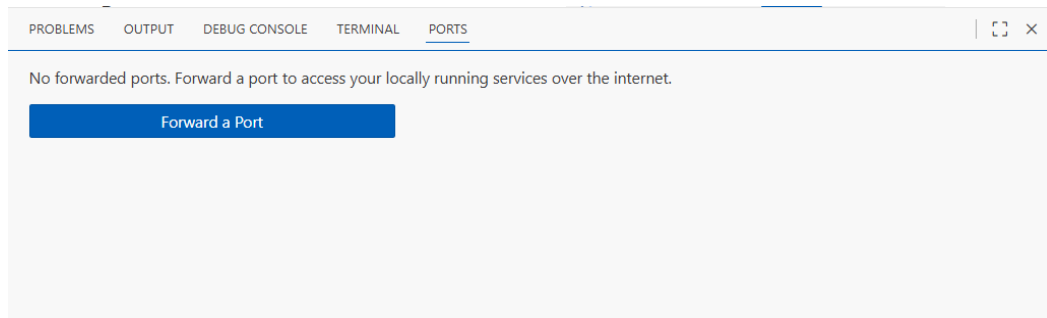 PROBLEMS OUTPUT DEBUG CONSOLE TERMINAL PORTS
No forwarded ports. Forward a port to access your locally running services over the internet.
Forward a Port